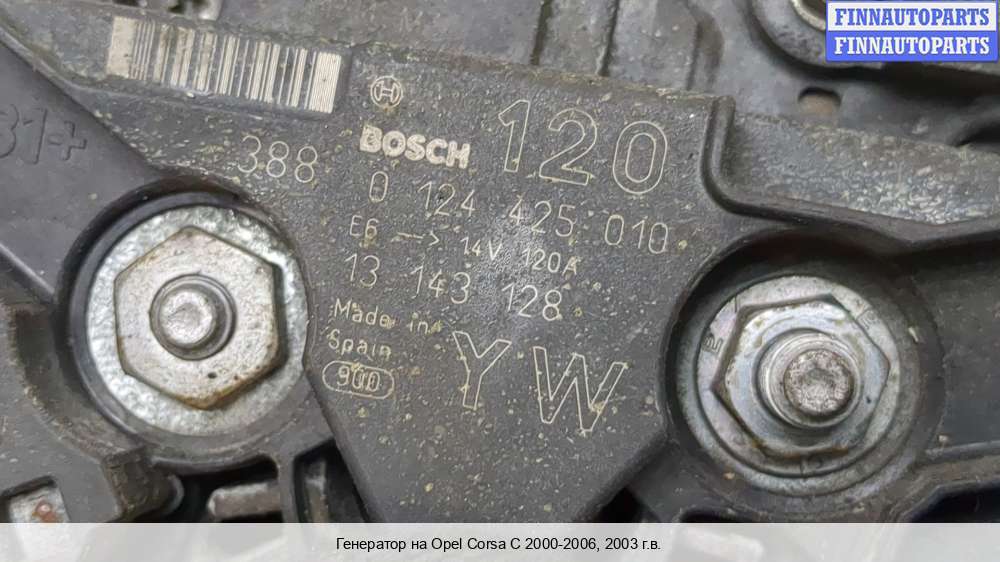 FINNAUTOPARTS
FINNAUTOPARTS
B1+
388
BOSCH
120
0 124 425 010
E6 —> 14V 120A
13 143 128
Made in
Spain
900
YW
Генератор на Opel Corsa C 2000-2006, 2003 г.в.